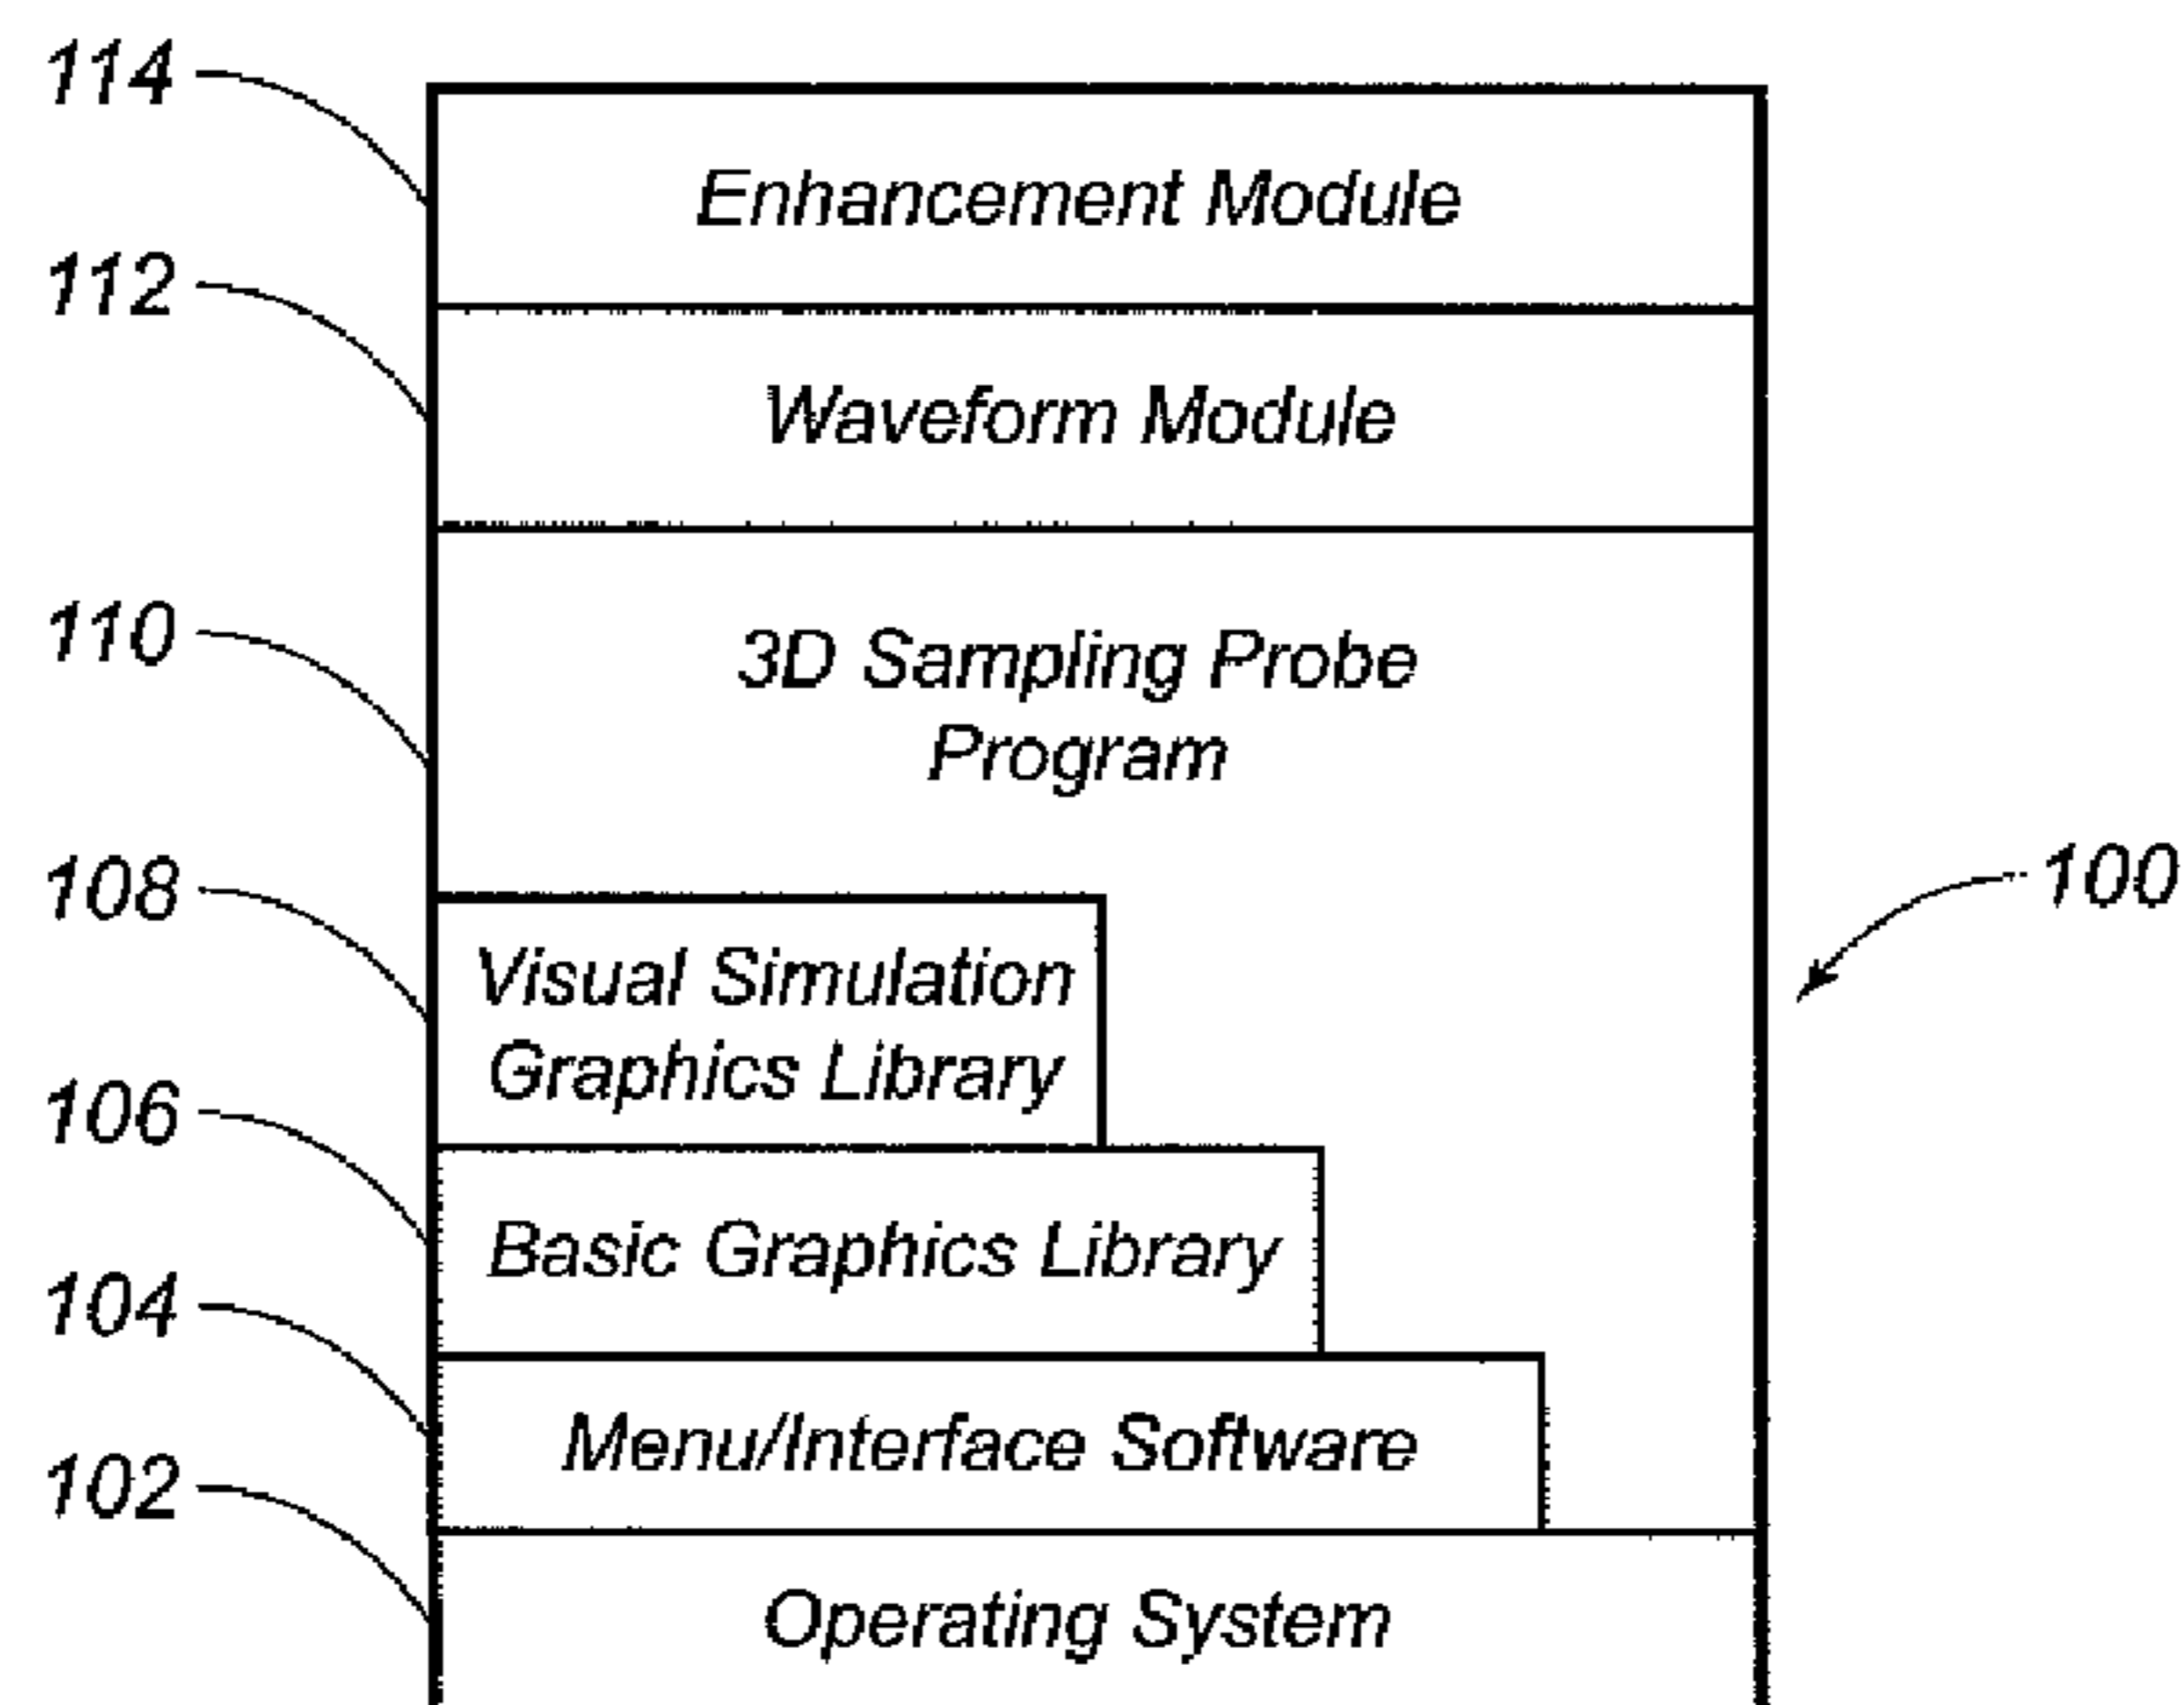 114
Enhancement Module
112
Waveform Module
110
3D Sampling Probe
Program
108
100
Visual Simulation
Graphics Library
106
Basic Graphics Library
104
Menu/Interface Software
102
Operating System